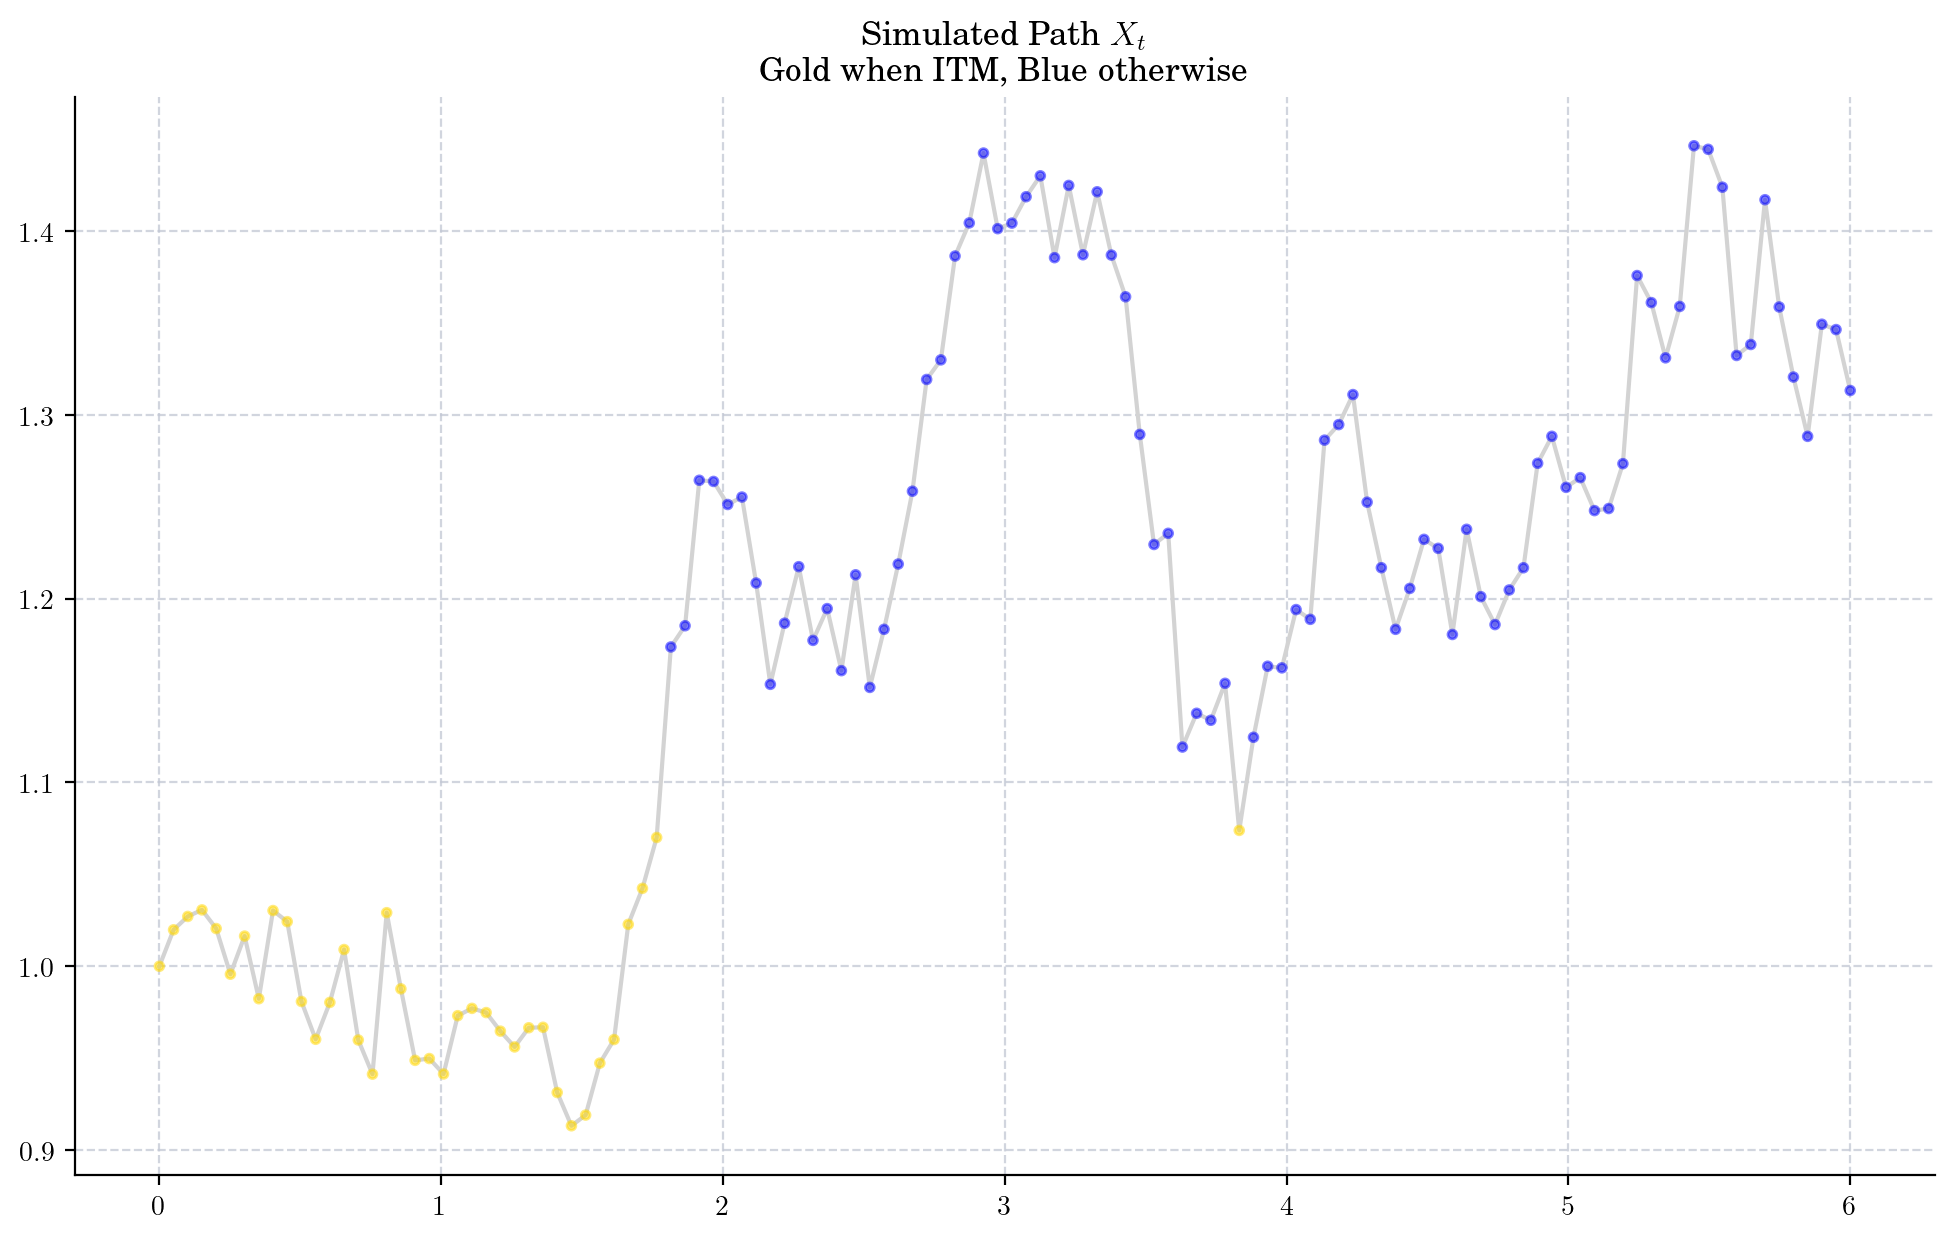 Simulated Path X_t
Gold when ITM, Blue otherwise
1.4
1.3
1.2
1.1
1.0
0.9
0 1 2 3 4 5 6